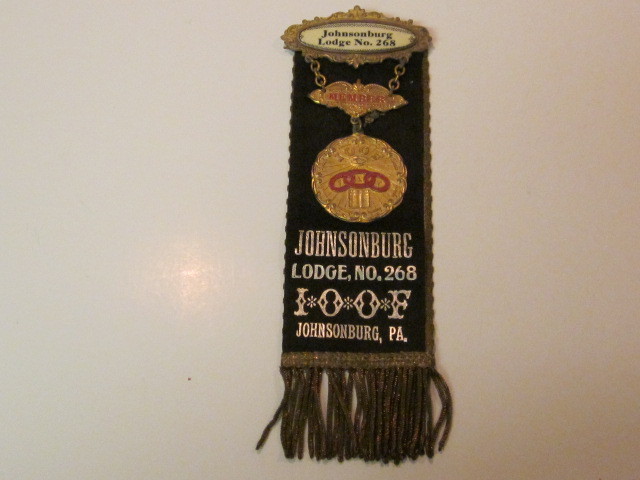 Johnsonburg
Lodge No. 268
MEMBER
F L T
JOHNSONBURG
LODGE, NO. 268
I*O*O*F
JOHNSONBURG, PA.